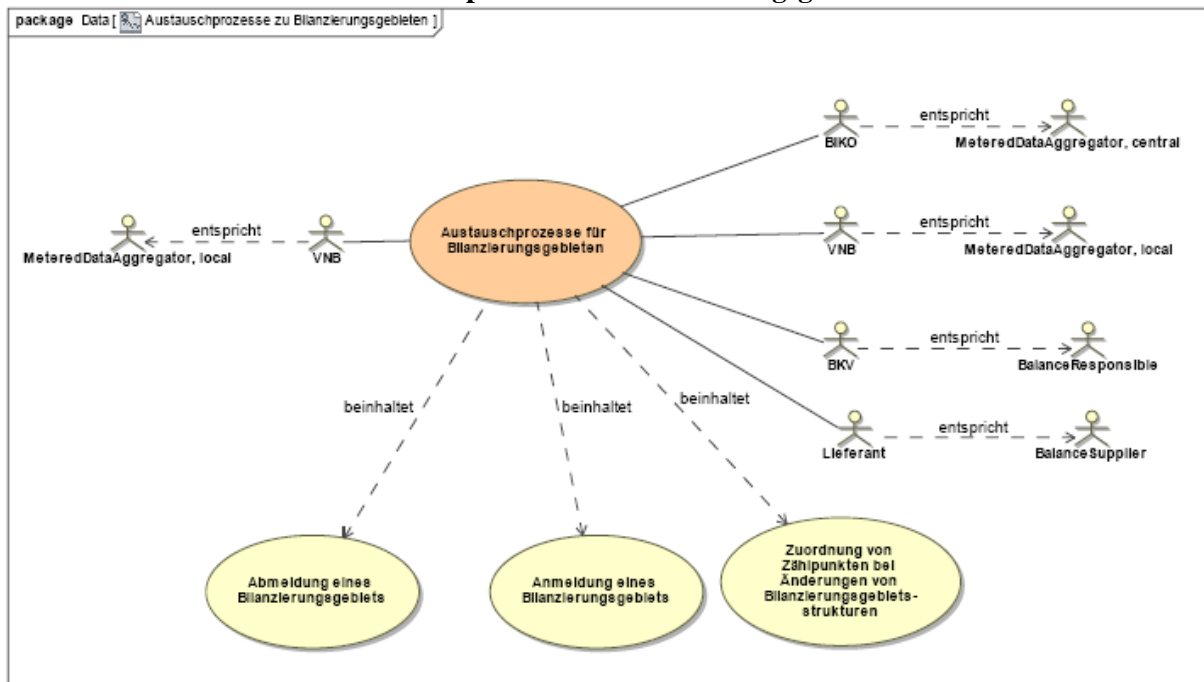 package Data [ Austauschprozesse zu Bilanzierungsgebieten ]
entspricht
BIKO
MeteredDataAggregator, central
entspricht
MeteredDataAggregator, local
VNB
Austauschprozesse für
Bilanzierungsgebieten
entspricht
VNB
MeteredDataAggregator, local
entspricht
BKV
BalanceResponsible
beinhaltet
beinhaltet
beinhaltet
entspricht
Lieferant
BalanceSupplier
Abmeldung eines
Bilanzierungsgebiets
Anmeldung eines
Bilanzierungsgebiets
Zuordnung von
Zählpunkten bei
Änderungen von
Bilanzierungsgebiets-
strukturen